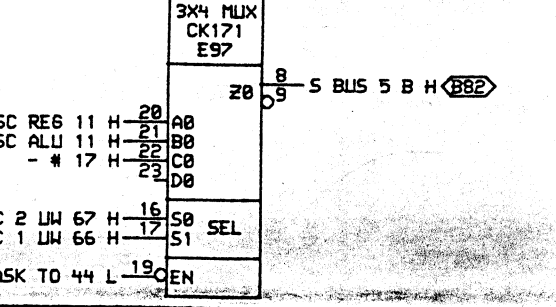 3X4 MUX
CK171
E97
Z0 8 S BUS 5 B H B82
9
SC REG 11 H 20 A0
SC ALU 11 H 21 B0
- # 17 H 22 C0
23 D0
C 2 UW 67 H 16 S0 SEL
C 1 UW 66 H 17 S1
SK TO 44 L 19 EN